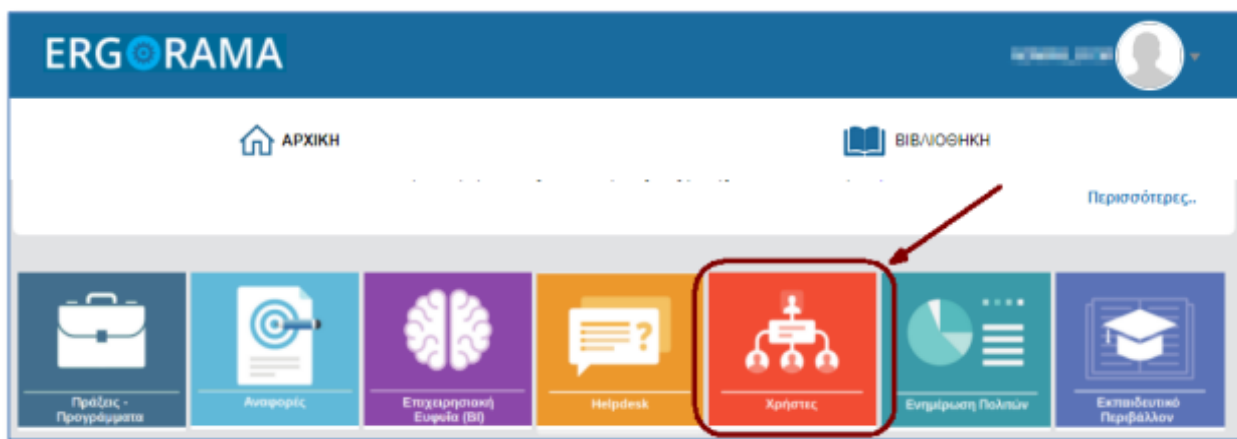 ERGORAMA
ΑΡΧΙΚΗ
ΒΙΒΛΙΟΘΗΚΗ
Περισσότερες..
Πράξεις -
Προγράμματα
Αναφορές
Επιχειρησιακή
Ευφυΐα (BI)
Helpdesk
Χρήστες
Ενημέρωση Πολιτών
Εκπαιδευτικό
Περιβάλλον